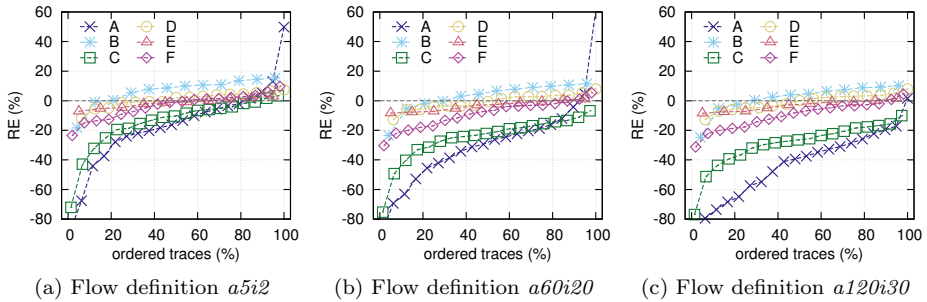 60
40
20
0
-20
-40
-60
-80
RE (%)
A
B
C
D
E
F
0 20 40 60 80 100
ordered traces (%)
(a) Flow definition a5i2
60
40
20
0
-20
-40
-60
-80
RE (%)
A
B
C
D
E
F
0 20 40 60 80 100
ordered traces (%)
(b) Flow definition a60i20
60
40
20
0
-20
-40
-60
-80
RE (%)
A
B
C
D
E
F
0 20 40 60 80 100
ordered traces (%)
(c) Flow definition a120i30